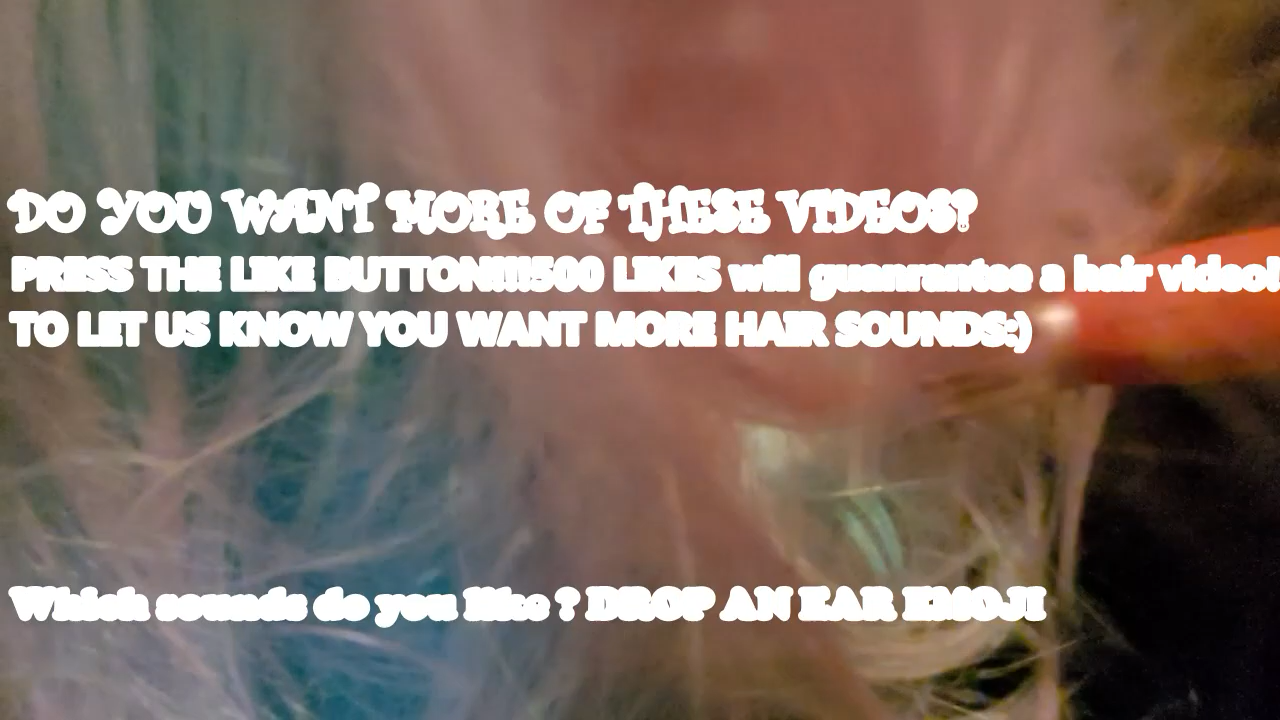 DO YOU WANT MORE OF THESE VIDEOS?
PRESS THE LIKE BUTTON!!!!500 LIKES will guanrantee a hair video!
TO LET US KNOW YOU WANT MORE HAIR SOUNDS:)
Which sounds do you like ? DROP AN EAR EMOJI